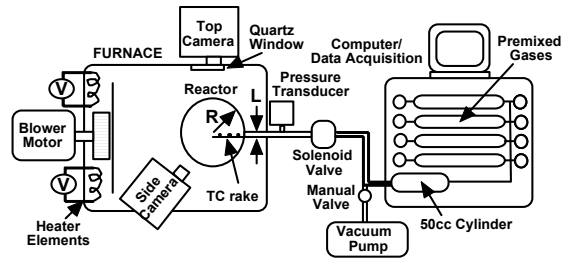 Top
Camera
Quartz
Window
Computer/
Data Acquisition
Premixed
Gases
FURNACE
V
Reactor
L
Pressure
Transducer
R
Blower
Motor
Solenoid
Valve
TC rake
Side
Camera
Manual
Valve
V
Heater
Elements
Vacuum
Pump
50cc Cylinder